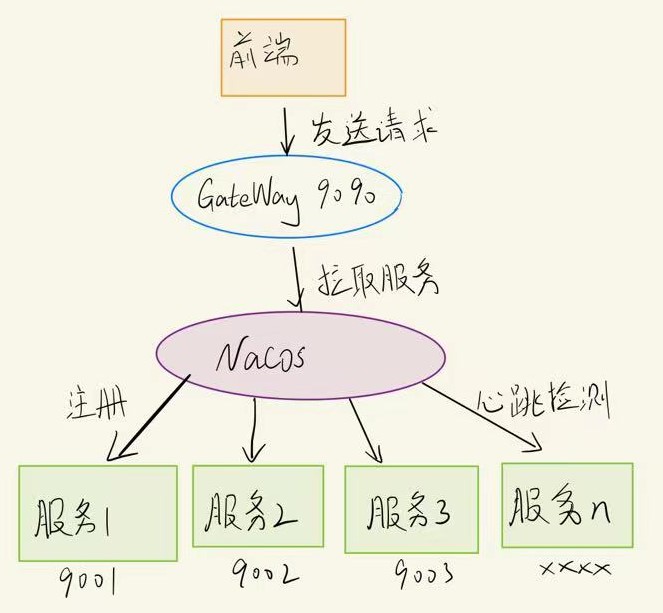 前端
发送请求
GateWay 9090
拉取服务
Nacos
注册
心跳检测
服务1
服务2
服务3
服务n
9001
9002
9003
xxxx